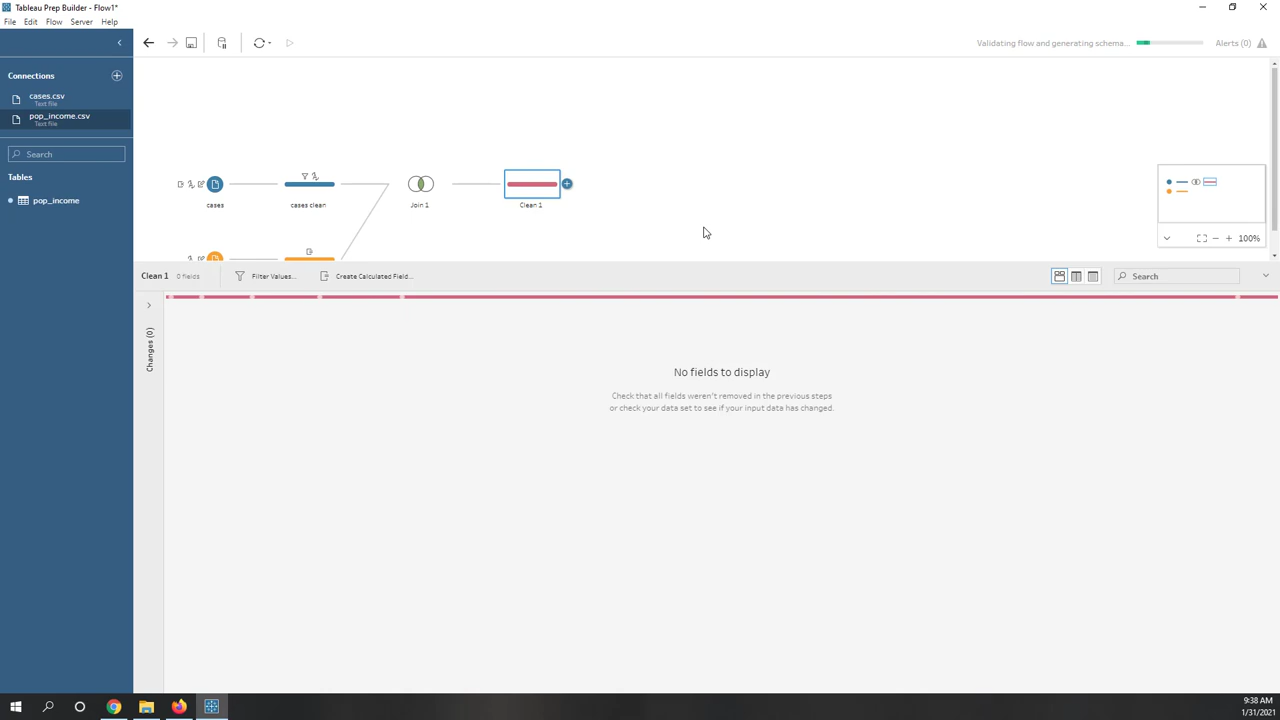 Tableau Prep Builder - Flow1*
File Edit Flow Server Help
Validating flow and generating schema...
Alerts (0)
Connections
cases.csv
Text file
pop_income.csv
Text file
Search
Tables
pop_income
cases
cases clean
Join 1
Clean 1
100%
Clean 1 0 fields
Filter Values...
Create Calculated Field...
Search
Changes (0)
No fields to display
Check that all fields weren't removed in the previous steps
or check your data set to see if your input data has changed.
9:38 AM
1/31/2021